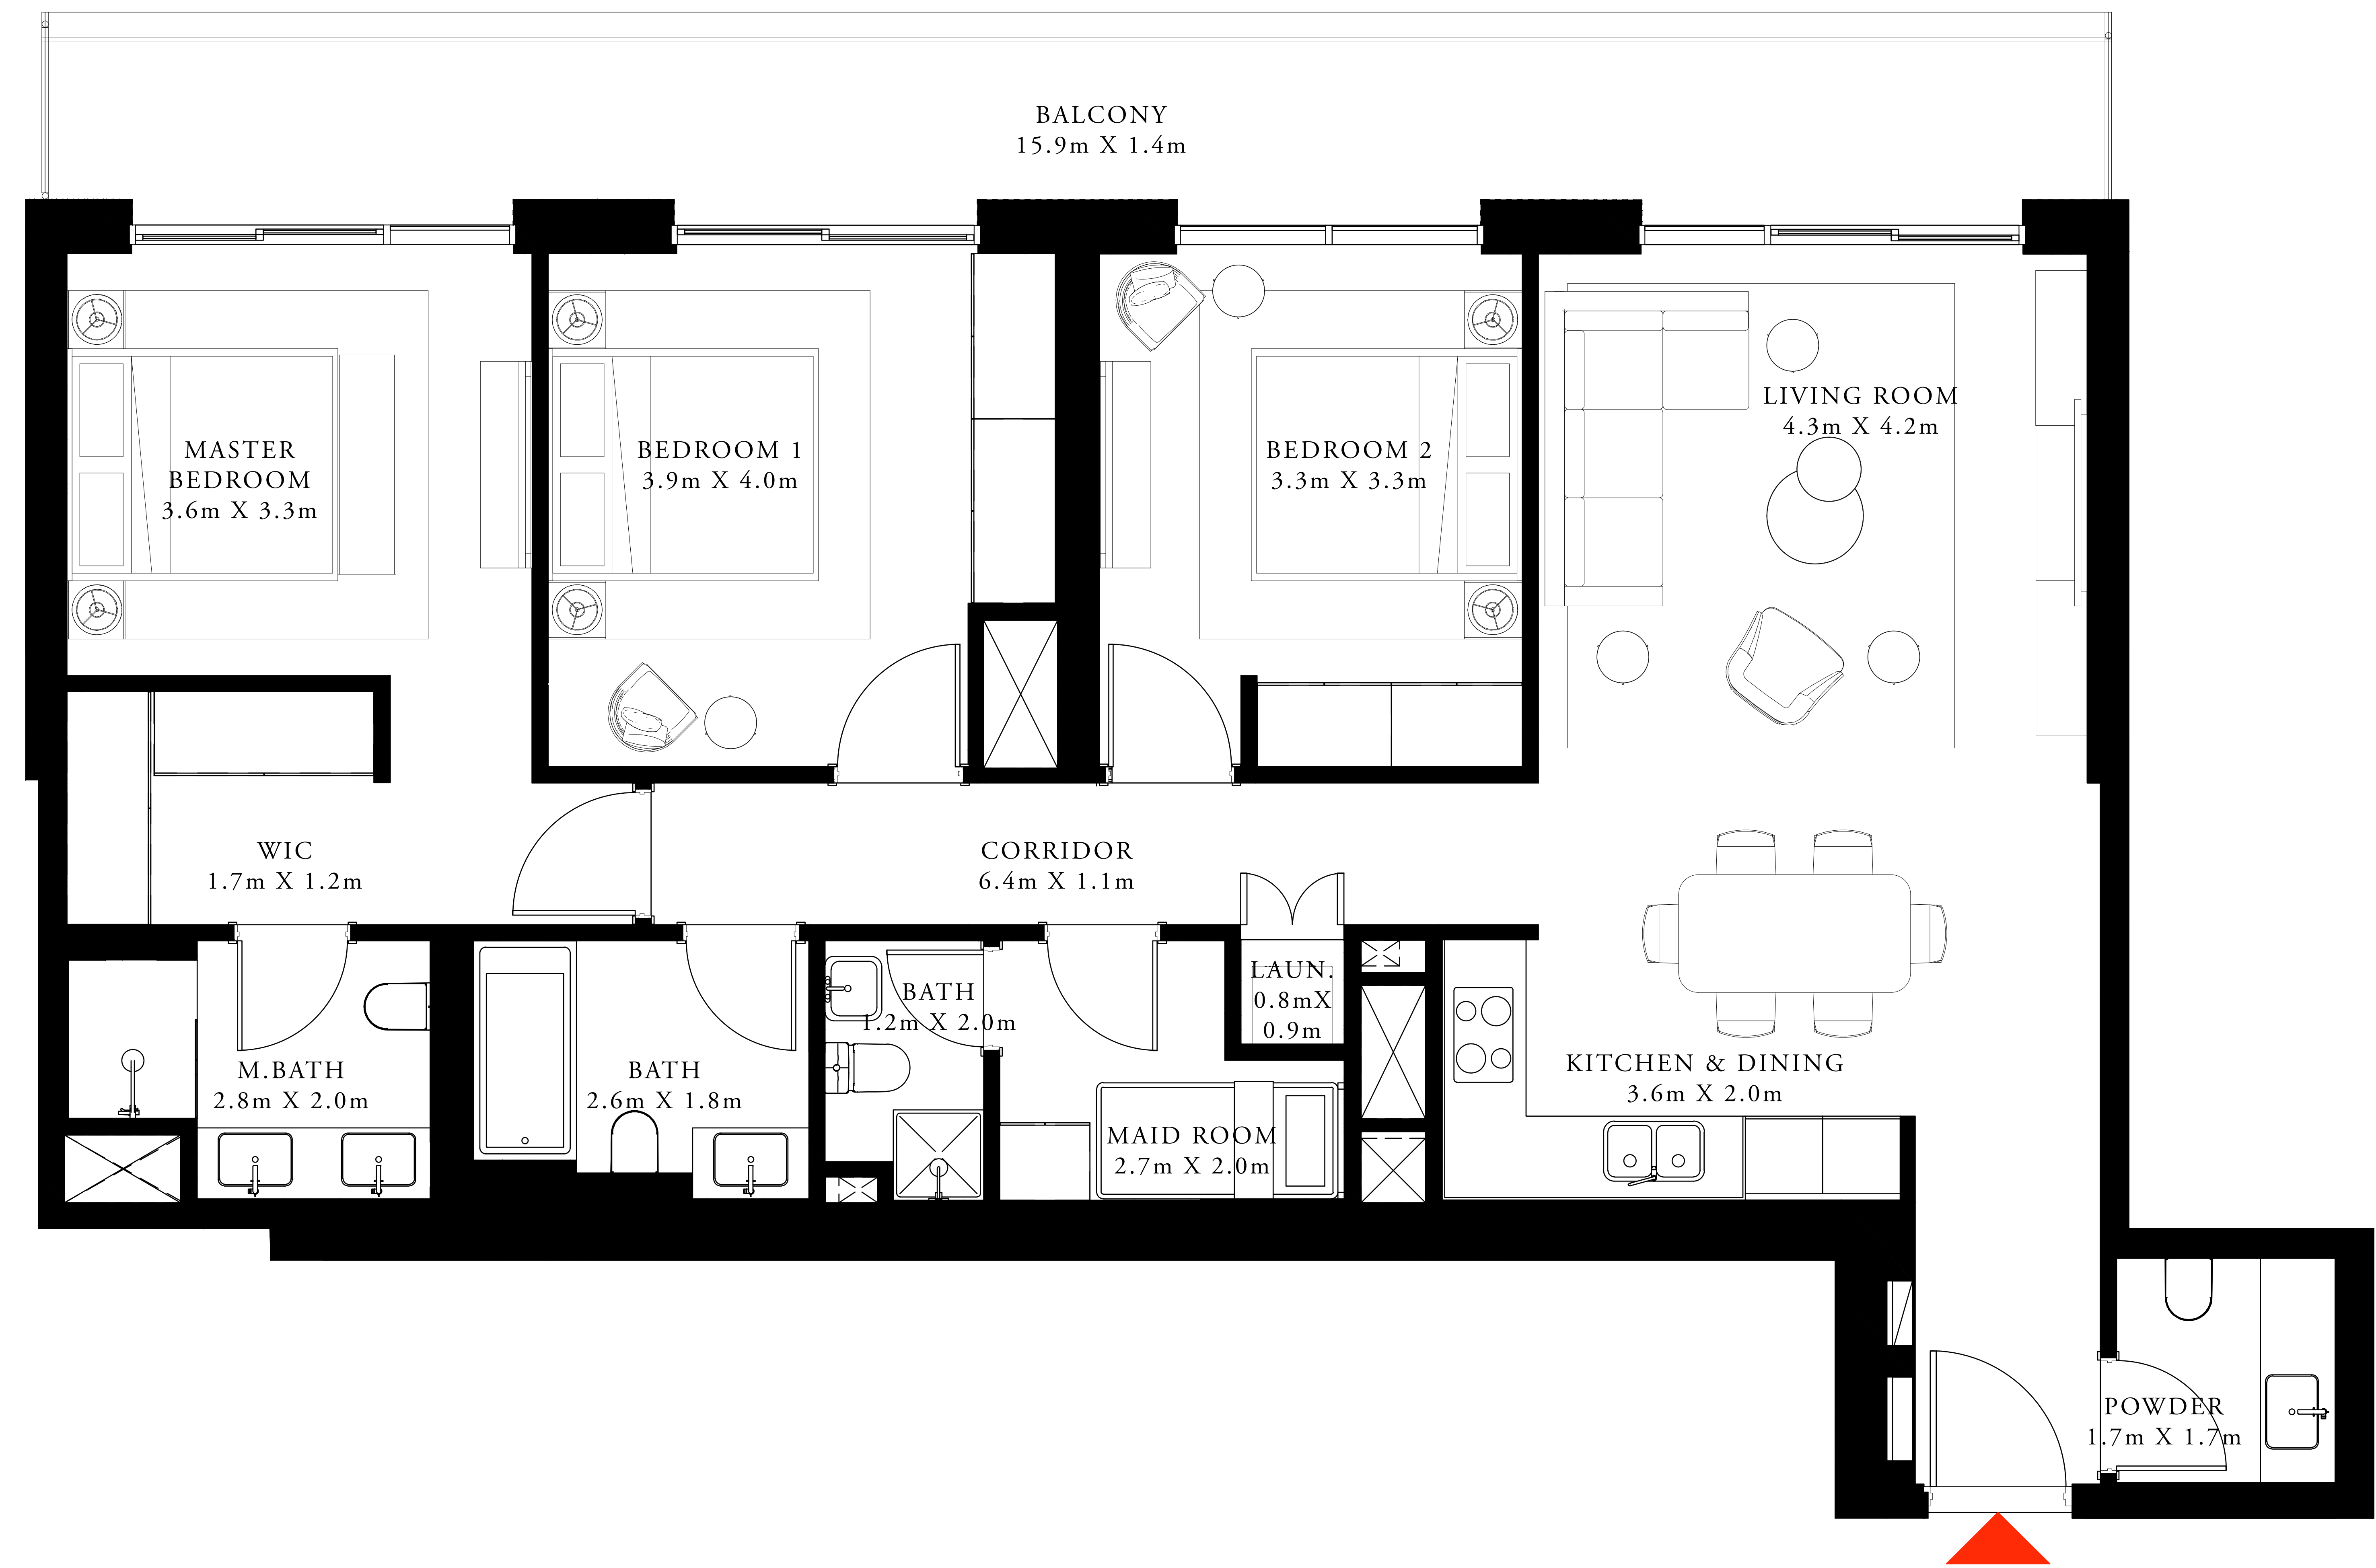 BALCONY
15.9m X 1.4m
MASTER
BEDROOM
3.6m X 3.3m
BEDROOM 1
3.9m X 4.0m
BEDROOM 2
3.3m X 3.3m
LIVING ROOM
4.3m X 4.2m
WIC
1.7m X 1.2m
CORRIDOR
6.4m X 1.1m
M.BATH
2.8m X 2.0m
BATH
2.6m X 1.8m
BATH
1.2m X 2.0m
LAUN.
0.8mX
0.9m
MAID ROOM
2.7m X 2.0m
KITCHEN & DINING
3.6m X 2.0m
POWDER
1.7m X 1.7m